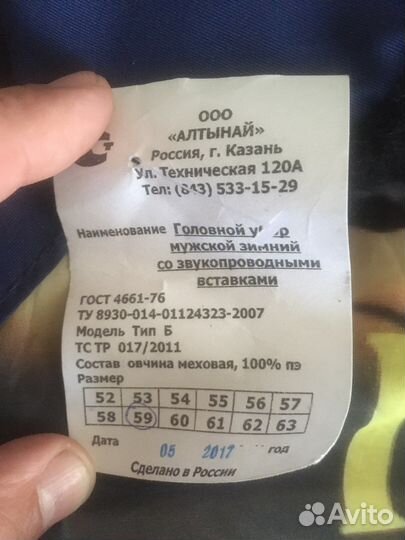 ООО
«АЛТЫНАЙ»
Россия, г. Казань
Ул. Техническая 120А
Тел: (843) 533-15-29
Наименование Головной убор
мужской зимний
со звукопроводными
вставками
ГОСТ 4661-76
ТУ 8930-014-01124323-2007
Модель Тип Б
ТС ТР 017/2011
Состав овчина меховая, 100% пэ
Размер
52 53 54 55 56 57
58 59 60 61 62 63
Дата 05 2017 год
Сделано в России
Avito